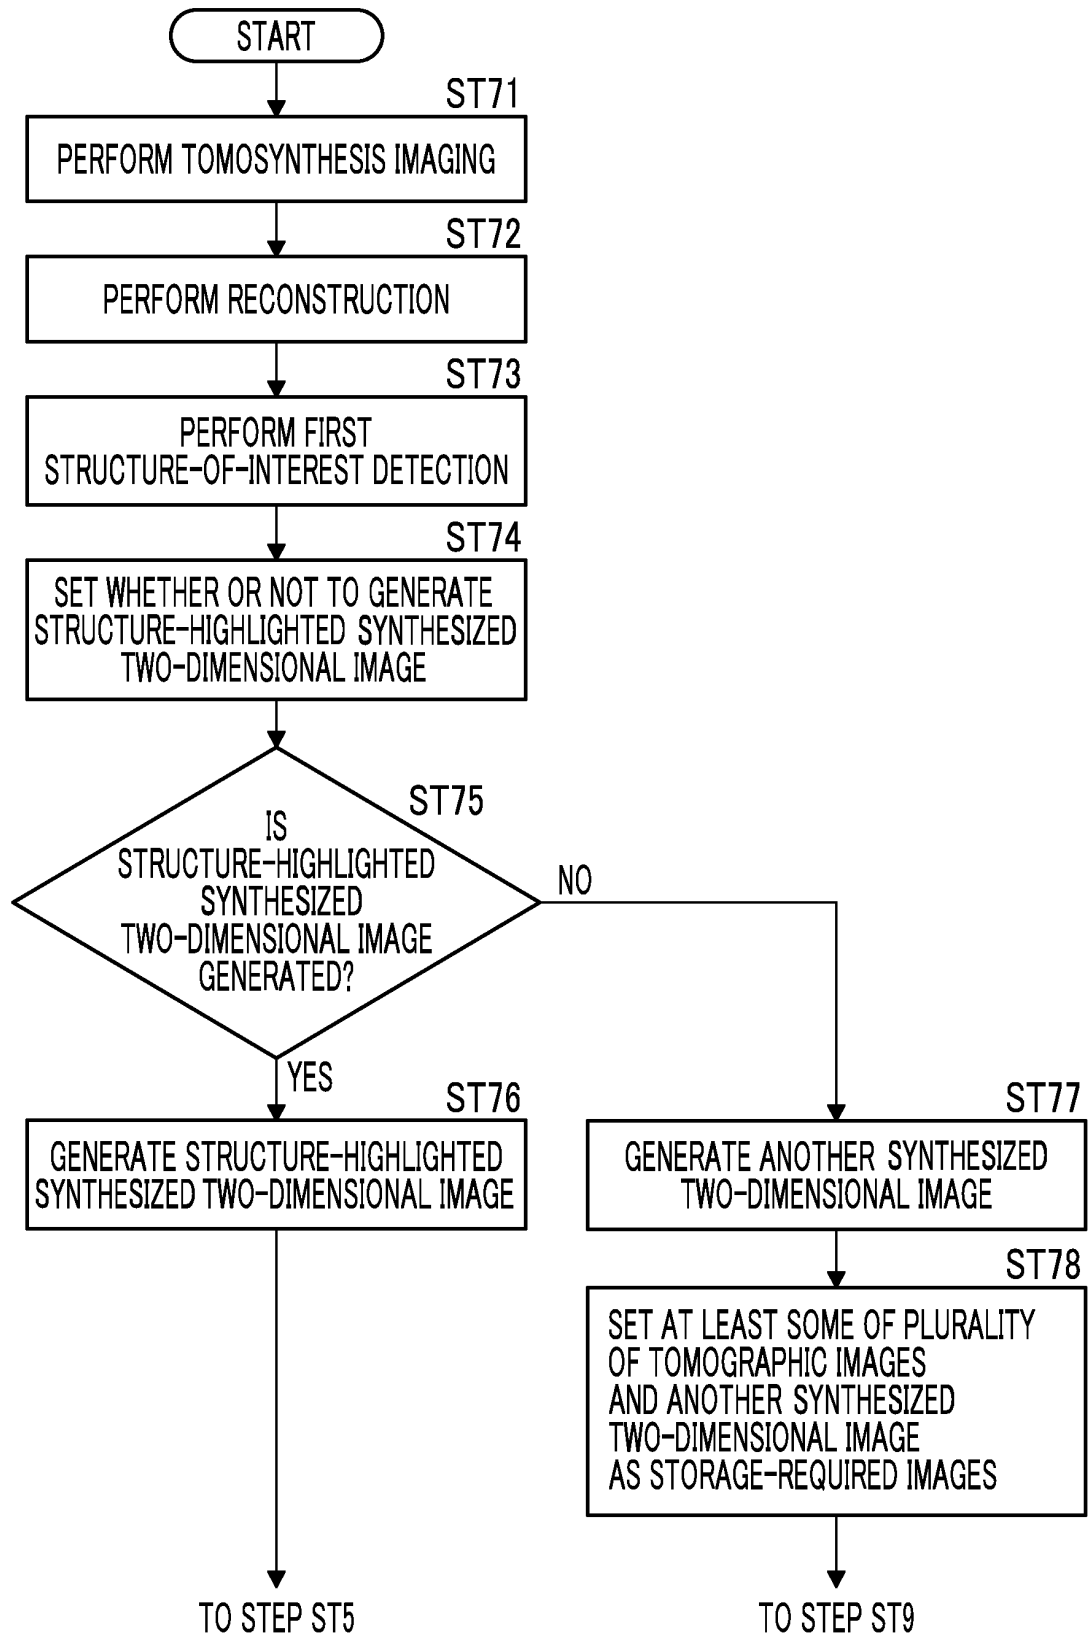 START
ST71
PERFORM TOMOSYNTHESIS IMAGING
ST72
PERFORM RECONSTRUCTION
ST73
PERFORM FIRST
STRUCTURE-OF-INTEREST DETECTION
ST74
SET WHETHER OR NOT TO GENERATE
STRUCTURE-HIGHLIGHTED SYNTHESIZED
TWO-DIMENSIONAL IMAGE
ST75
IS
STRUCTURE-HIGHLIGHTED
SYNTHESIZED
TWO-DIMENSIONAL IMAGE
GENERATED?
NO
YES
ST76
GENERATE STRUCTURE-HIGHLIGHTED
SYNTHESIZED TWO-DIMENSIONAL IMAGE
TO STEP ST5
ST77
GENERATE ANOTHER SYNTHESIZED
TWO-DIMENSIONAL IMAGE
ST78
SET AT LEAST SOME OF PLURALITY
OF TOMOGRAPHIC IMAGES
AND ANOTHER SYNTHESIZED
TWO-DIMENSIONAL IMAGE
AS STORAGE-REQUIRED IMAGES
TO STEP ST9